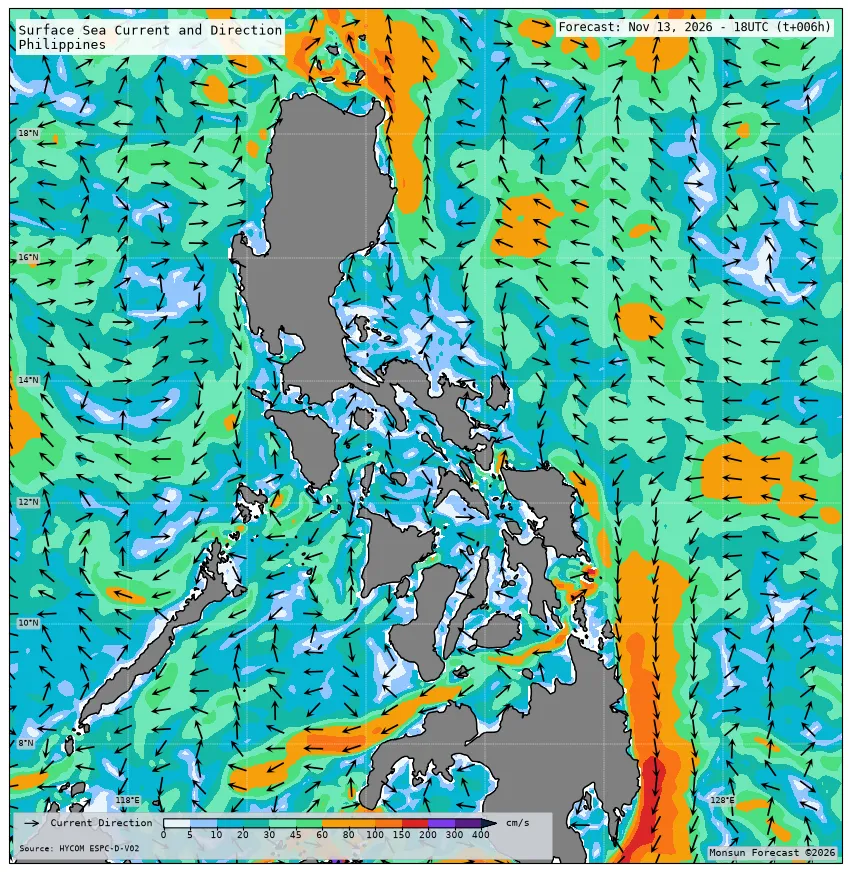 Surface Sea Current and Direction
Philippines
Forecast: Nov 13, 2026 - 18UTC (t+006h)
18°N
16°N
14°N
12°N
10°N
8°N
118°E
128°E
Current Direction
0 5 10 20 30 45 60 80 100 150 200 300 400
cm/s
Source: HYCOM ESPC-D-V02
Monsun Forecast ©2026